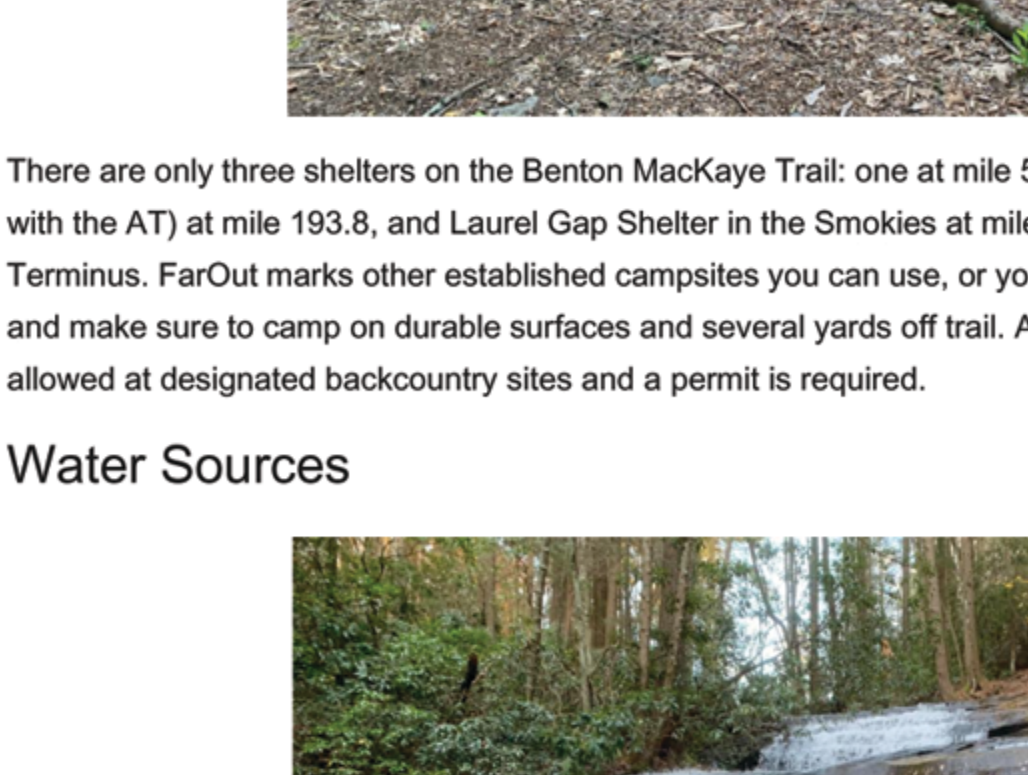 There are only three shelters on the Benton MacKaye Trail: one at mile
with the AT) at mile 193.8, and Laurel Gap Shelter in the Smokies at
Terminus. FarOut marks other established campsites you can use, or
and make sure to camp on durable surfaces and several yards off trail.
allowed at designated backcountry sites and a permit is required.
Water Sources